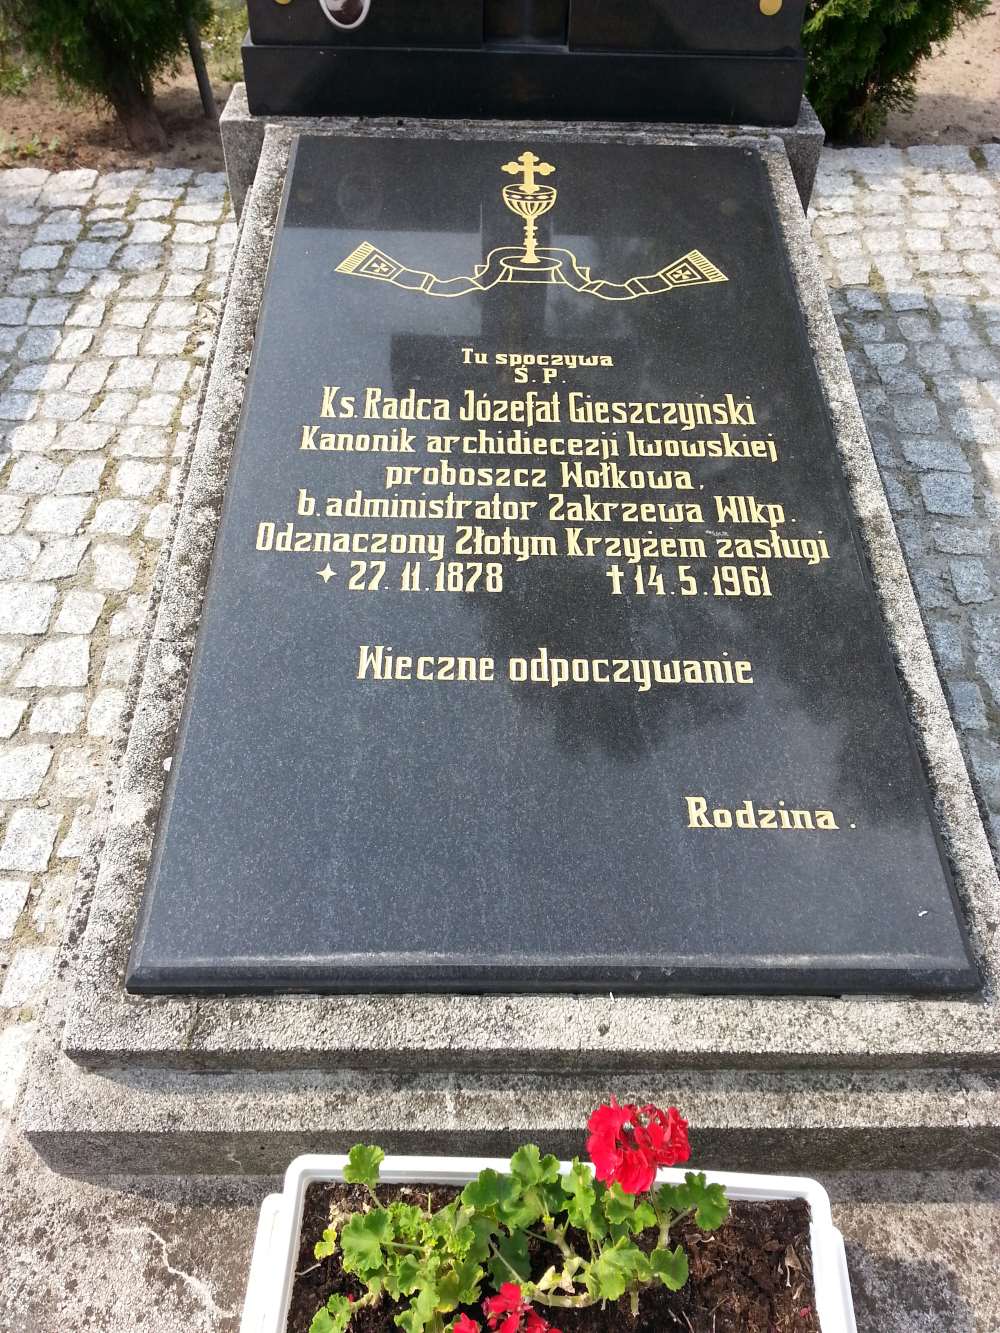 Tu spoczywa
Ś. P.
Ks. Radca Józefat Gieszczyński
Kanonik archidiecezji lwowskiej,
proboszcz Wołkowa,
b. administrator Zakrzewa Wlkp.
Odznaczony Złotym Krzyżem zasługi
27. 11. 1878 † 14. 5. 1961
Wieczne odpoczywanie
Rodzina.